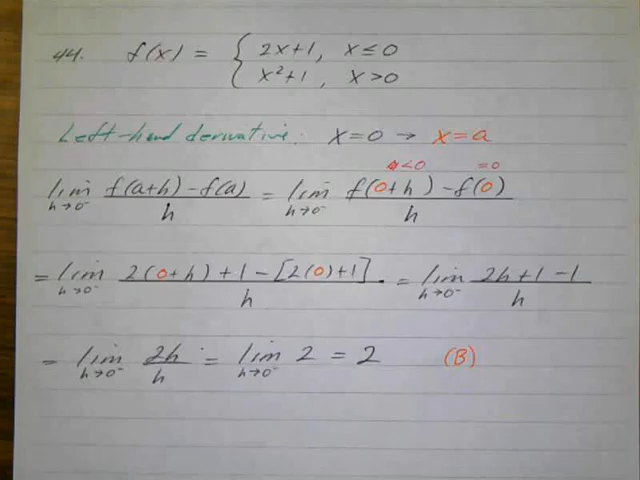 44. f(x) = { 2x+1, x≤0
x²+1, x>0
Left-hand derivative: x=0 → x=a
<0 =0
lim h→0⁻ f(a+h)-f(a) / h = lim h→0⁻ f(0+h)-f(0) / h
= lim h→0⁻ 2(0+h)+1-[2(0)+1] / h = lim h→0⁻ 2h+1-1 / h
= lim h→0⁻ 2h / h = lim h→0⁻ 2 = 2 (B)